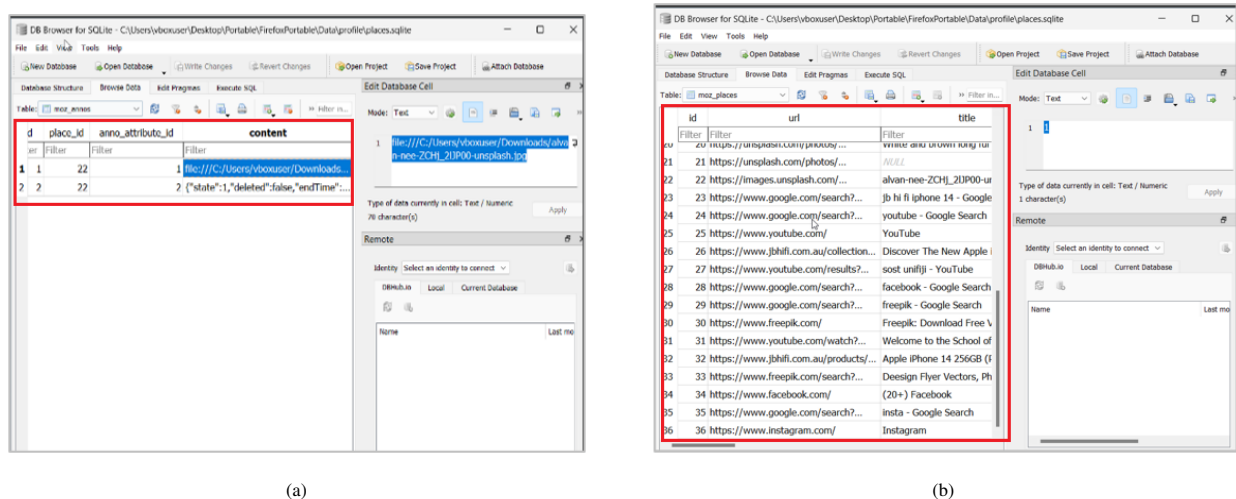 DB Browser for SQLite - C:\Users\vboxuser\Desktop\Portable\FirefoxPortable\Data\profile\places.sqlite
File Edit View Tools Help
New Database Open Database Write Changes Revert Changes Open Project Save Project Attach Database
Database Structure Browse Data Edit Pragmas Execute SQL
Table: moz_annos Filter in...
d place_id anno_attribute_id content
er Filter Filter Filter
1 1 22 1 file:///C:/Users/vboxuser/Downloads...
2 2 22 2 {"state":1,"deleted":false,"endTime":...
Edit Database Cell
Mode: Text
1 file:///C:/Users/vboxuser/Downloads/alva
n-nee-ZCHj_2lJP00-unsplash.jpg
Type of data currently in cell: Text / Numeric
70 character(s)
Apply
Remote
Identity Select an identity to connect
DBHub.io Local Current Database
Name Last mo
(a)
DB Browser for SQLite - C:\Users\vboxuser\Desktop\Portable\FirefoxPortable\Data\profile\places.sqlite
File Edit View Tools Help
New Database Open Database Write Changes Revert Changes Open Project Save Project Attach Database
Database Structure Browse Data Edit Pragmas Execute SQL
Table: moz_places Filter in...
id url title
Filter Filter Filter
20 20 https://unsplash.com/photos/... White and brown long fur
21 21 https://unsplash.com/photos/... NULL
22 22 https://images.unsplash.com/... alvan-nee-ZCHj_2lJP00-ur
23 23 https://www.google.com/search?... jb hi fi iphone 14 - Google
24 24 https://www.google.com/search?... youtube - Google Search
25 25 https://www.youtube.com/ YouTube
26 26 https://www.jbhifi.com.au/collection... Discover The New Apple i
27 27 https://www.youtube.com/results?... sost unifiji - YouTube
28 28 https://www.google.com/search?... facebook - Google Search
29 29 https://www.google.com/search?... freepik - Google Search
30 30 https://www.freepik.com/ Freepik: Download Free V
31 31 https://www.youtube.com/watch?... Welcome to the School of
32 32 https://www.jbhifi.com.au/products/... Apple iPhone 14 256GB (F
33 33 https://www.freepik.com/search?... Deesign Flyer Vectors, Ph
34 34 https://www.facebook.com/ (20+) Facebook
35 35 https://www.google.com/search?... insta - Google Search
36 36 https://www.instagram.com/ Instagram
Edit Database Cell
Mode: Text
1 1
Type of data currently in cell: Text / Numeric
1 character(s)
Apply
Remote
Identity Select an identity to connect
DBHub.io Local Current Database
Name Last mo
(b)